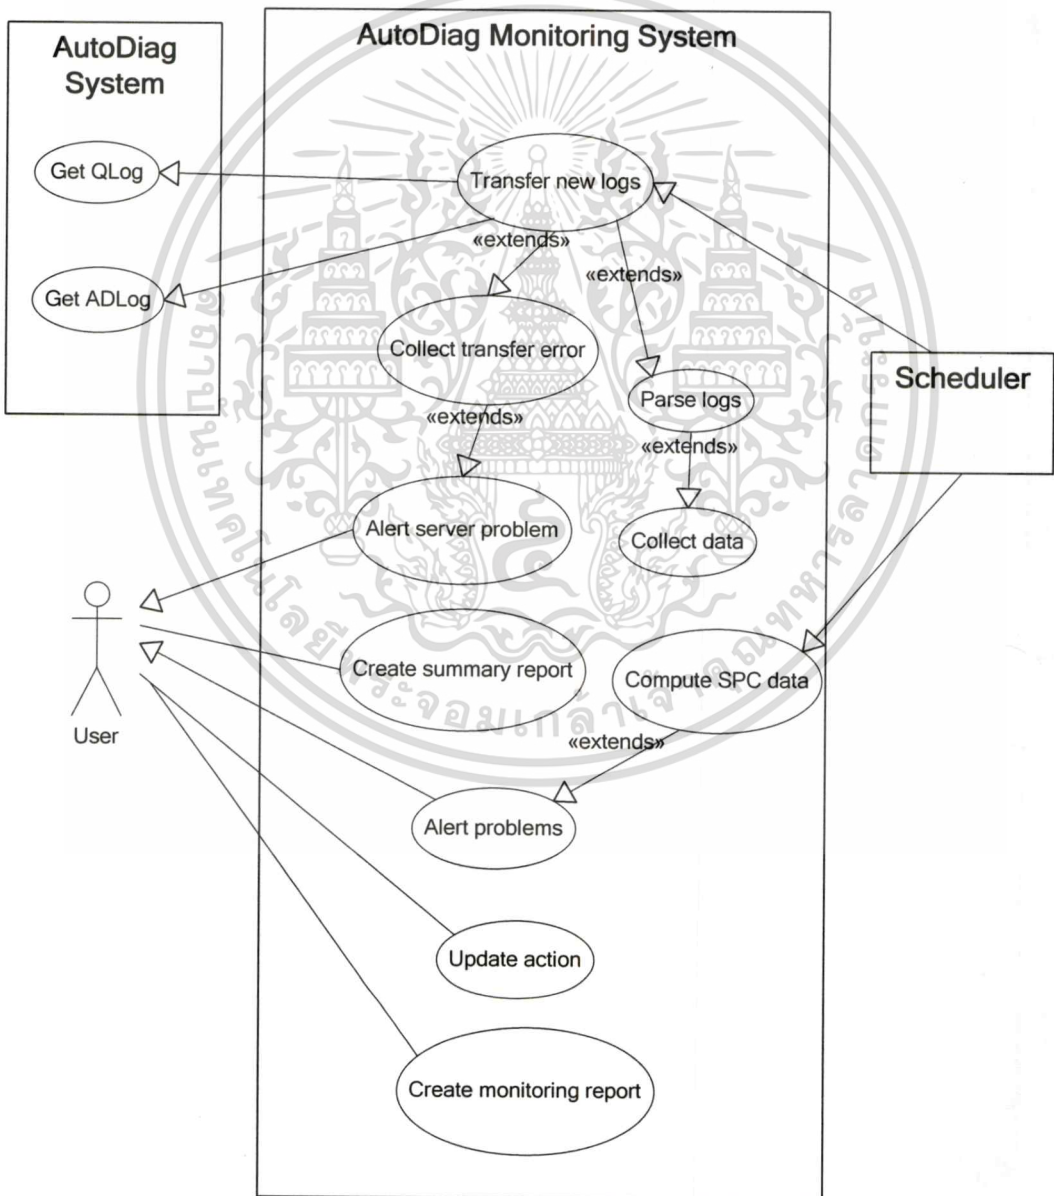 AutoDiag
System
AutoDiag Monitoring System
Get QLog
Transfer new logs
«extends»
«extends»
Get ADLog
Collect transfer error
Parse logs
Scheduler
«extends»
«extends»
Alert server problem
Collect data
User
Create summary report
Compute SPC data
«extends»
Alert problems
Update action
Create monitoring report